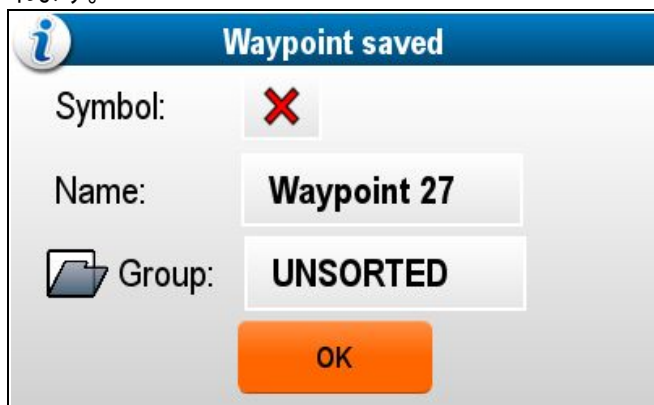 Waypoint saved
Symbol:
Name: Waypoint 27
Group: UNSORTED
OK